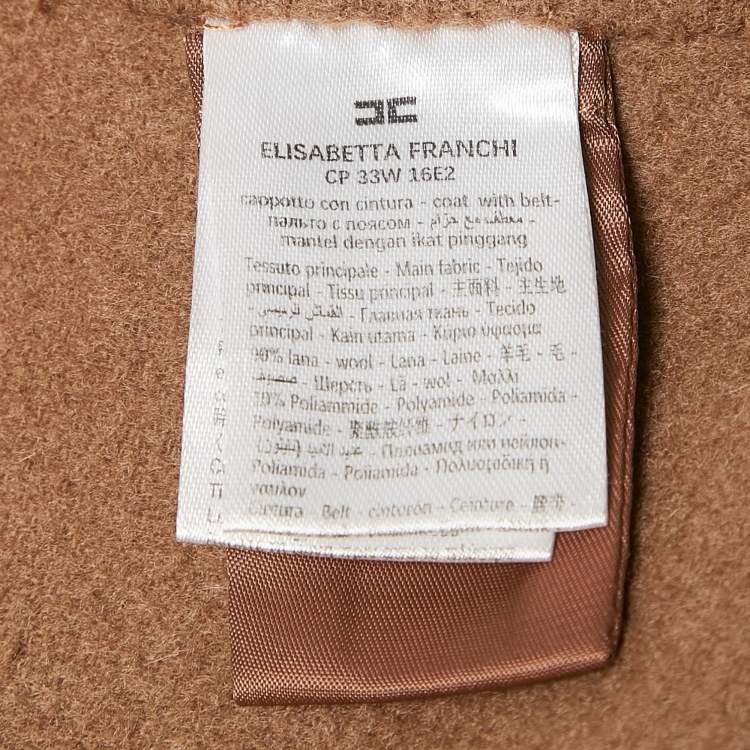 ELISABETTA FRANCHI
CP 33W 16E2
cappotto con cintura - coat with belt-
пальто с поясом - معطف مع حزام -
mantel dengan ikat pinggang
Tessuto principale - Main fabric - Tejido
principal - Tissu principal - 主面料 - 主生地
- القماش الرئيسي - Главная ткань - Tecido
principal - Kain utama - Κύριο ύφασμα
90% lana - wool - Lana - Laine - 羊毛 - 毛 -
صوف - Шерсть - Lã - wol - Μαλλί
10% Poliammide - Polyamide - Poliamida -
Polyamide - 聚酰胺纤维 - ナイロン -
Полиамид или нейлон-
Poliamida - Poliamida - Πολυαμιδική ή
νάυλον
Cintura - Belt - cinturón - Ceinture - 腰带 -